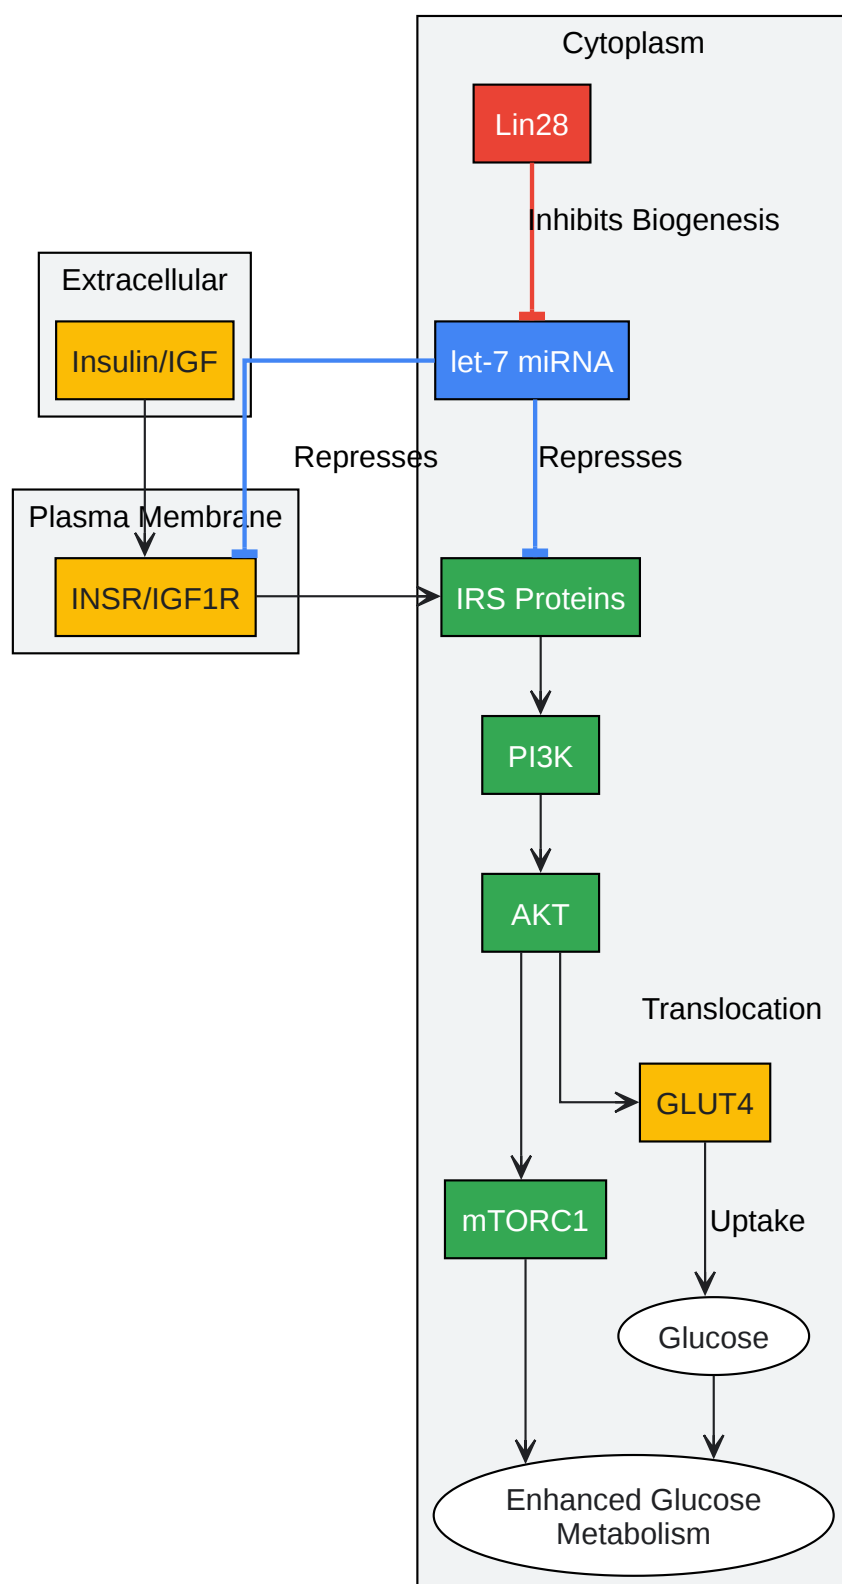 Cytoplasm
Lin28
Inhibits Biogenesis
Extracellular
Insulin/IGF
let-7 miRNA
Represses
Represses
Plasma Membrane
INSR/IGF1R
IRS Proteins
PI3K
AKT
Translocation
GLUT4
mTORC1
Uptake
Glucose
Enhanced Glucose
Metabolism